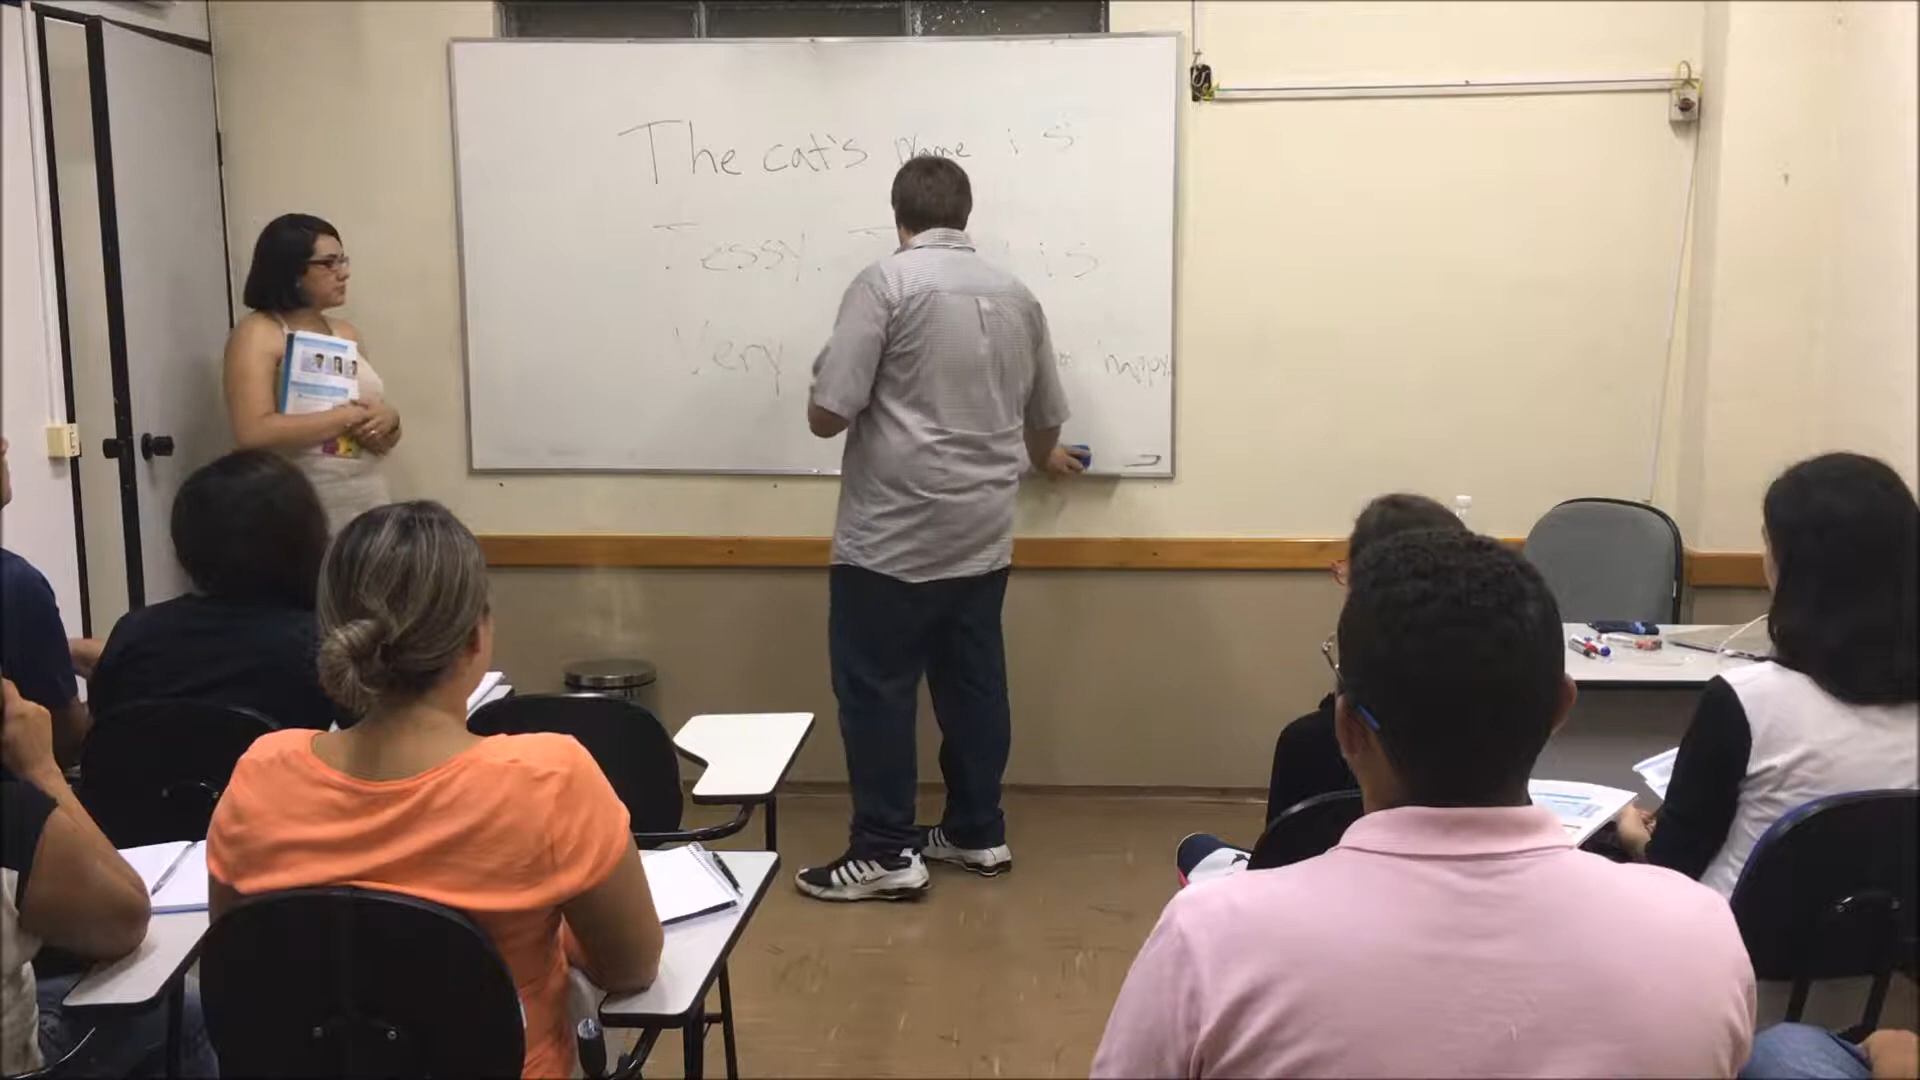 The cat's name is
Tessy. is
Very happy.